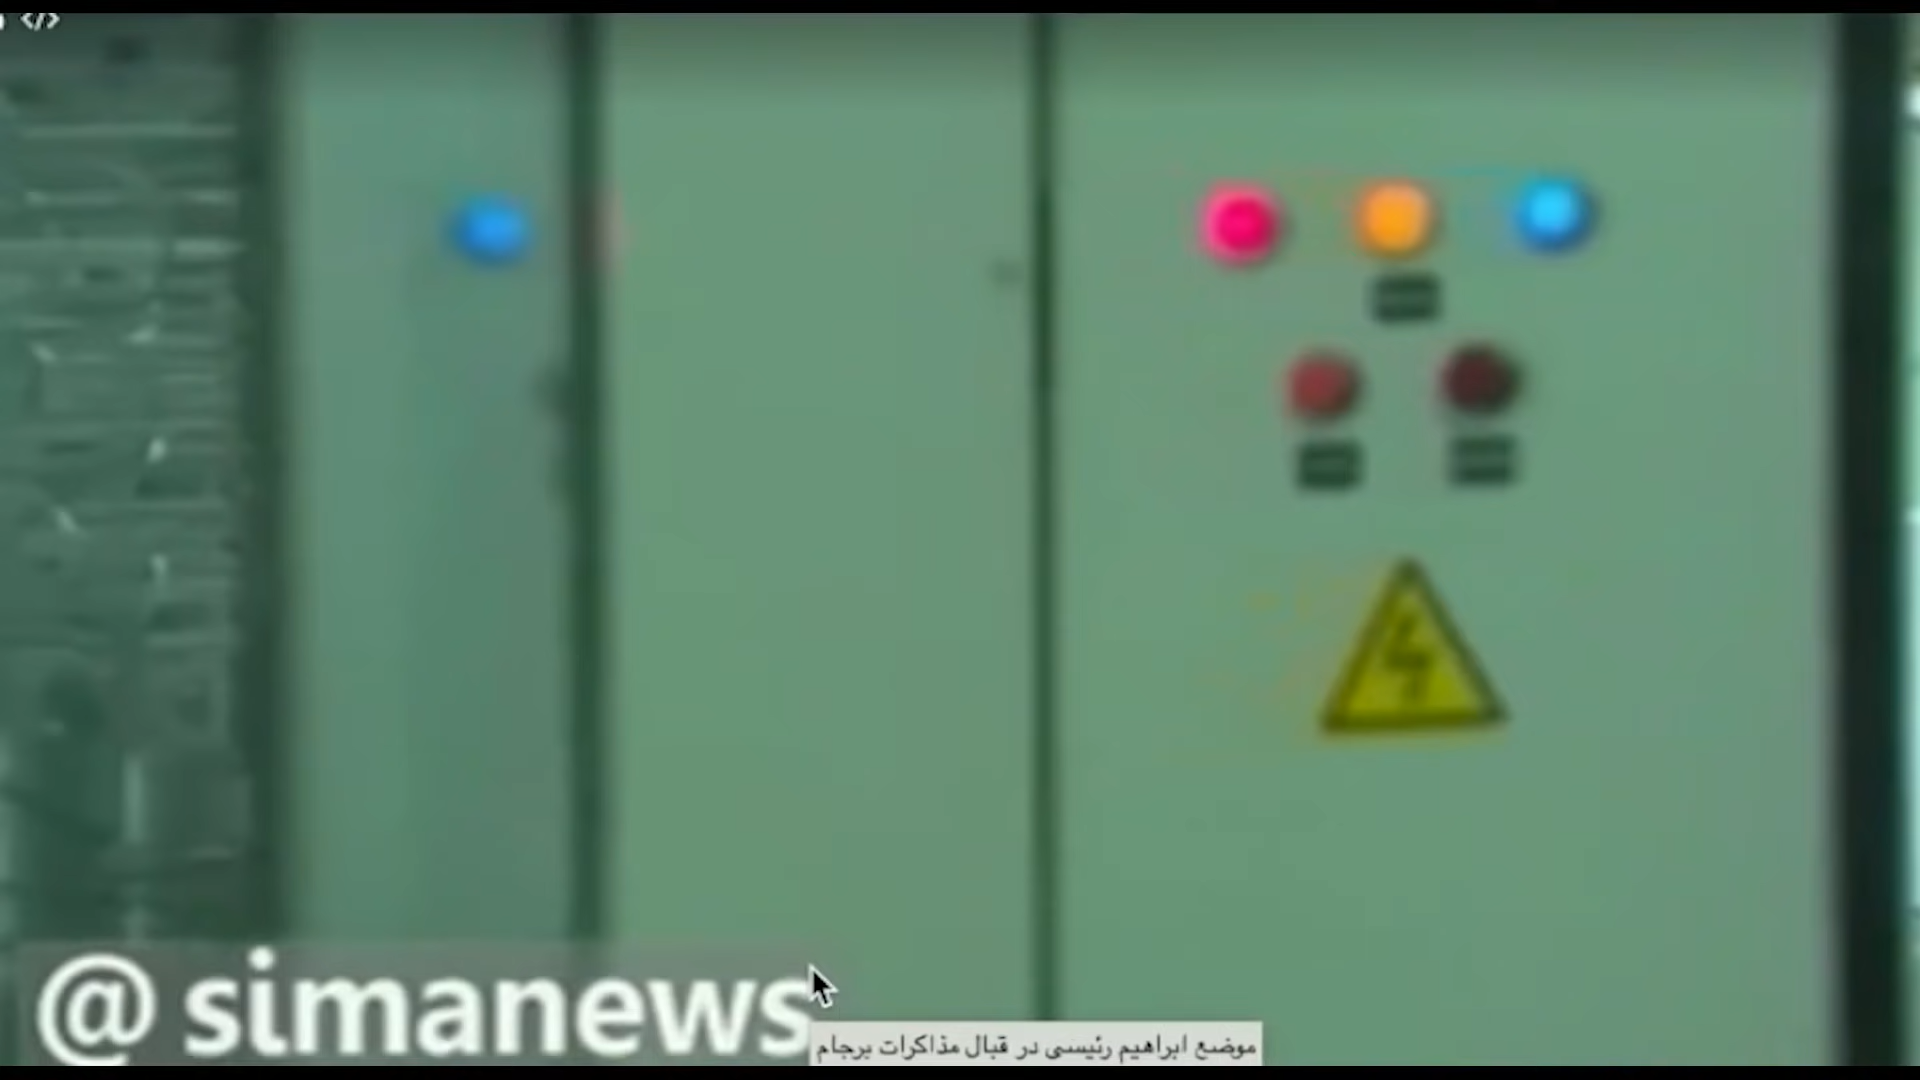 </>
@simanews
موضع ابراهیم رئیسی در قبال مذاکرات برجام